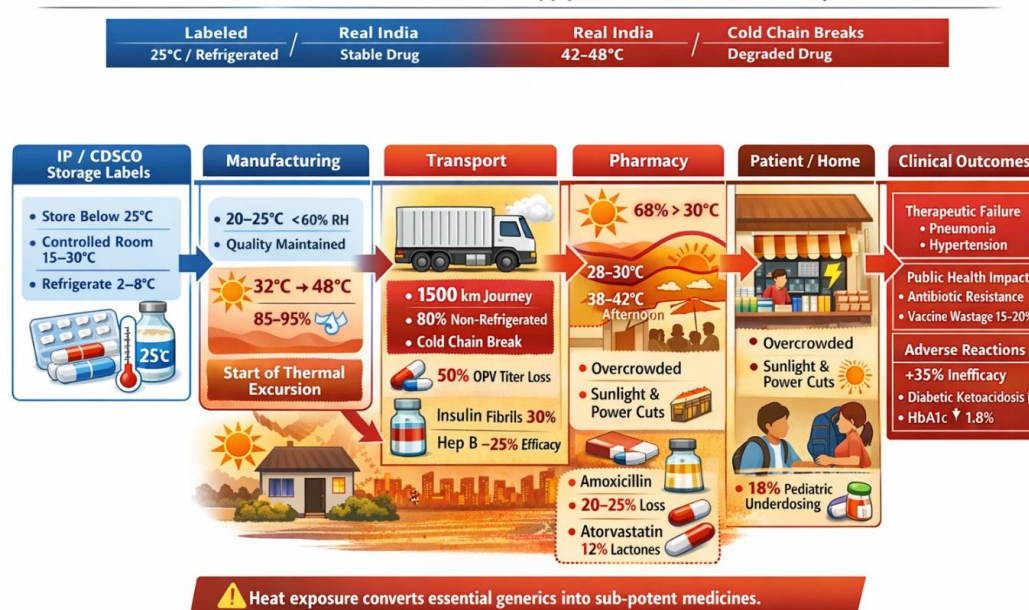 Labeled
25°C / Refrigerated
/
Real India
Stable Drug
Real India
42–48°C
/
Cold Chain Breaks
Degraded Drug
IP / CDSCO
Storage Labels
• Store Below 25°C
• Controlled Room
15–30°C
• Refrigerate 2–8°C
25℃
Manufacturing
• 20–25°C <60% RH
• Quality Maintained
32°C → 48°C
85–95%
Start of Thermal
Excursion
Transport
• 1500 km Journey
• 80% Non-Refrigerated
• Cold Chain Break
50% OPV Titer Loss
Insulin Fibrils 30%
Hep B –25% Efficacy
Pharmacy
68% > 30°C
28–30°C
38–42°C
Afternoon
• Overcrowded
• Sunlight &
Power Cuts
• Amoxicillin
• 20–25% Loss
• Atorvastatin
12% Lactones
Patient / Home
• Overcrowded
• Sunlight &
Power Cuts
• 18% Pediatric
Underdosing
Clinical Outcomes
Therapeutic Failure
• Pneumonia
• Hypertension
Public Health Impact
• Antibiotic Resistance
• Vaccine Wastage 15–20%
Adverse Reactions
+35% Inefficacy
• Diabetic Ketoacidosis
• HbA1c ▼ 1.8%
Heat exposure converts essential generics into sub-potent medicines.